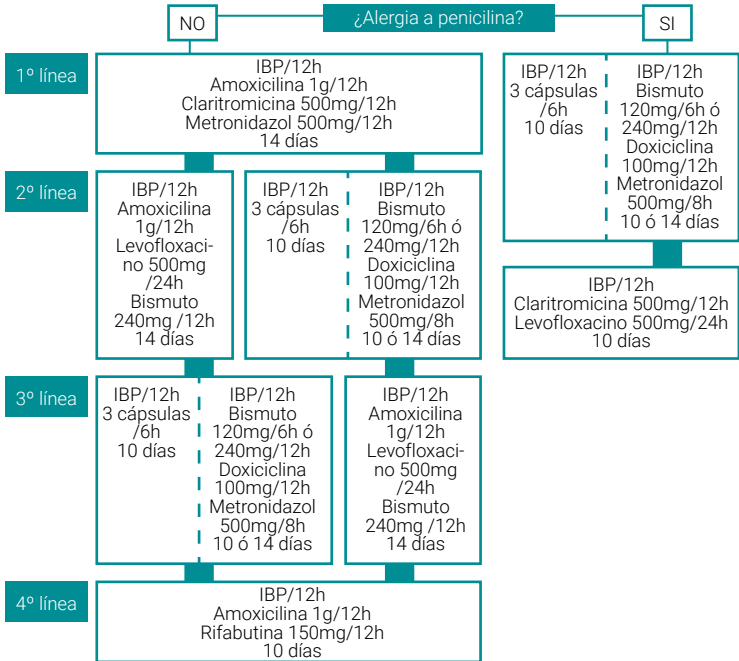 ¿Alergia a penicilina?
NO
SI
1º línea
IBP/12h
Amoxicilina 1g/12h
Claritromicina 500mg/12h
Metronidazol 500mg/12h
14 días
IBP/12h
3 cápsulas
/6h
10 días
IBP/12h
Bismuto
120mg/6h ó
240mg/12h
Doxiciclina
100mg/12h
Metronidazol
500mg/8h
10 ó 14 días
2º línea
IBP/12h
Amoxicilina
1g/12h
Levofloxaci-
no 500mg
/24h
Bismuto
240mg /12h
14 días
IBP/12h
3 cápsulas
/6h
10 días
IBP/12h
Bismuto
120mg/6h ó
240mg/12h
Doxiciclina
100mg/12h
Metronidazol
500mg/8h
10 ó 14 días
IBP/12h
Claritromicina 500mg/12h
Levofloxacino 500mg/24h
10 días
3º línea
IBP/12h
3 cápsulas
/6h
10 días
IBP/12h
Bismuto
120mg/6h ó
240mg/12h
Doxiciclina
100mg/12h
Metronidazol
500mg/8h
10 ó 14 días
IBP/12h
Amoxicilina
1g/12h
Levofloxaci-
no 500mg
/24h
Bismuto
240mg /12h
14 días
4º línea
IBP/12h
Amoxicilina 1g/12h
Rifabutina 150mg/12h
10 días